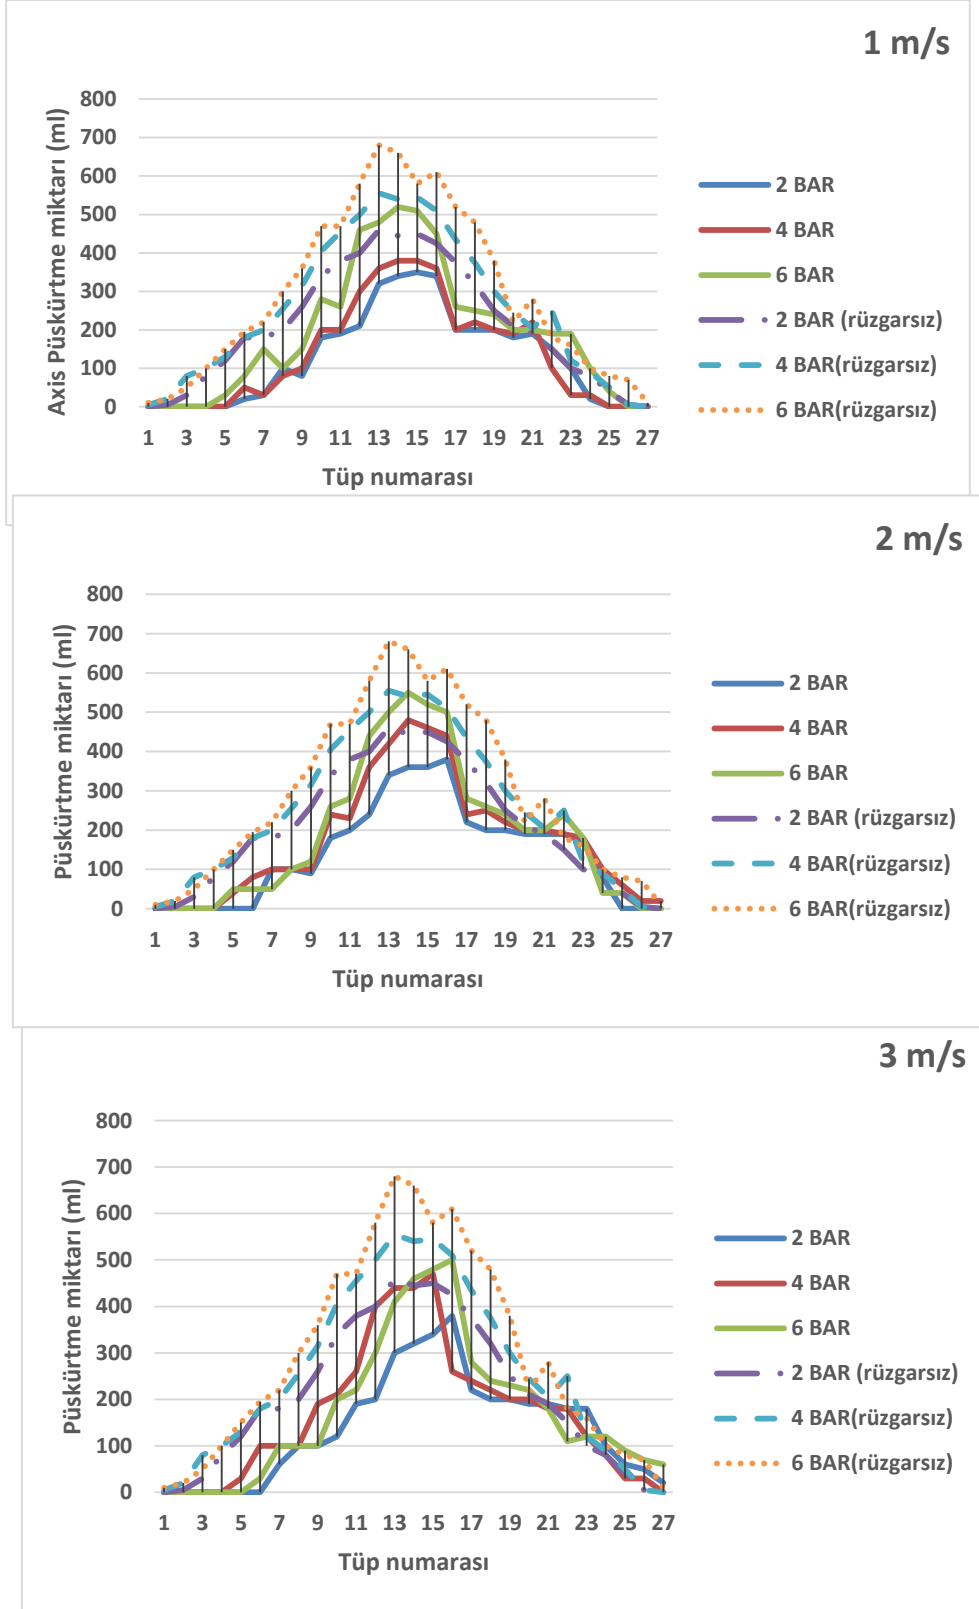 1 m/s
Axis Püskürtme miktarı (ml)
800
700
600
500
400
300
200
100
0
1 3 5 7 9 11 13 15 17 19 21 23 25 27
Tüp numarası
2 BAR
4 BAR
6 BAR
2 BAR (rüzgarsız)
4 BAR(rüzgarsız)
6 BAR(rüzgarsız)
2 m/s
Püskürtme miktarı (ml)
800
700
600
500
400
300
200
100
0
1 3 5 7 9 11 13 15 17 19 21 23 25 27
Tüp numarası
2 BAR
4 BAR
6 BAR
2 BAR (rüzgarsız)
4 BAR(rüzgarsız)
6 BAR(rüzgarsız)
3 m/s
Püskürtme miktarı (ml)
800
700
600
500
400
300
200
100
0
1 3 5 7 9 11 13 15 17 19 21 23 25 27
Tüp numarası
2 BAR
4 BAR
6 BAR
2 BAR (rüzgarsız)
4 BAR(rüzgarsız)
6 BAR(rüzgarsız)